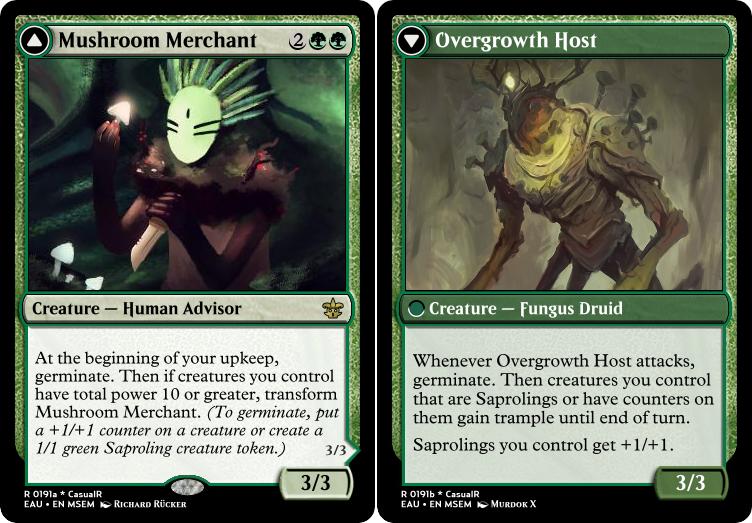 Mushroom Merchant 2
Creature — Human Advisor
At the beginning of your upkeep,
germinate. Then if creatures you control
have total power 10 or greater, transform
Mushroom Merchant. (To germinate, put
a +1/+1 counter on a creature or create a
1/1 green Saproling creature token.)
3/3
3/3
R 0191a * CasualR
EAU • EN MSEM RICHARD RÜCKER
Overgrowth Host
Creature — Fungus Druid
Whenever Overgrowth Host attacks,
germinate. Then creatures you control
that are Saprolings or have counters on
them gain trample until end of turn.
Saprolings you control get +1/+1.
3/3
R 0191b * CasualR
EAU • EN MSEM MURDOK X